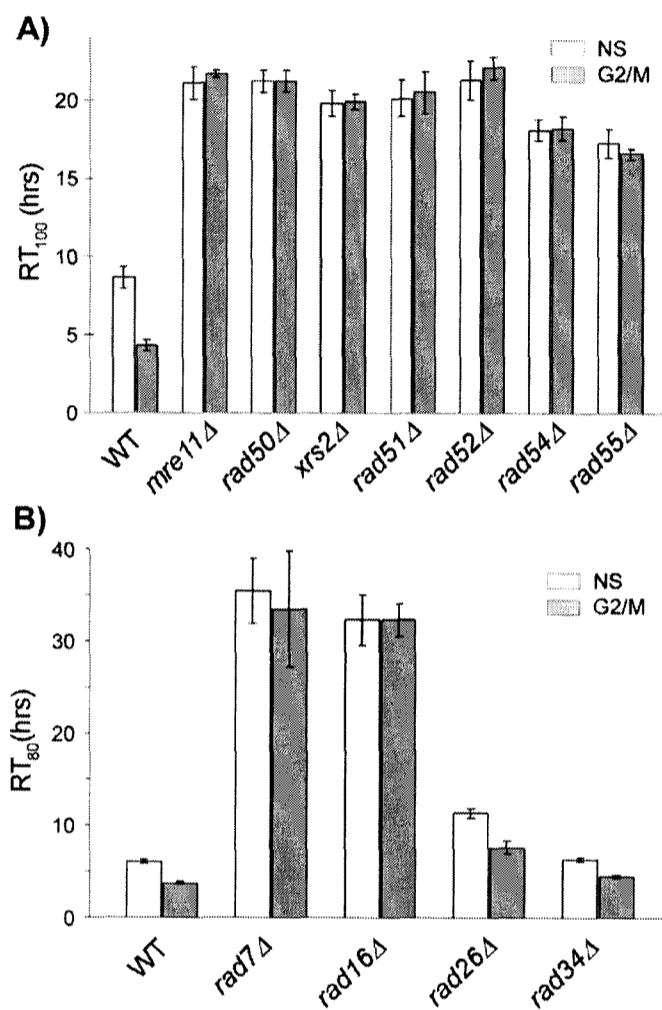 A)
NS
G2/M
20
15
10
5
0
RT100 (hrs)
WT
mre11Δ
rad50Δ
xrs2Δ
rad51Δ
rad52Δ
rad54Δ
rad55Δ
B)
NS
G2/M
40
30
20
10
0
RT80(hrs)
WT
rad7Δ
rad16Δ
rad26Δ
rad34Δ